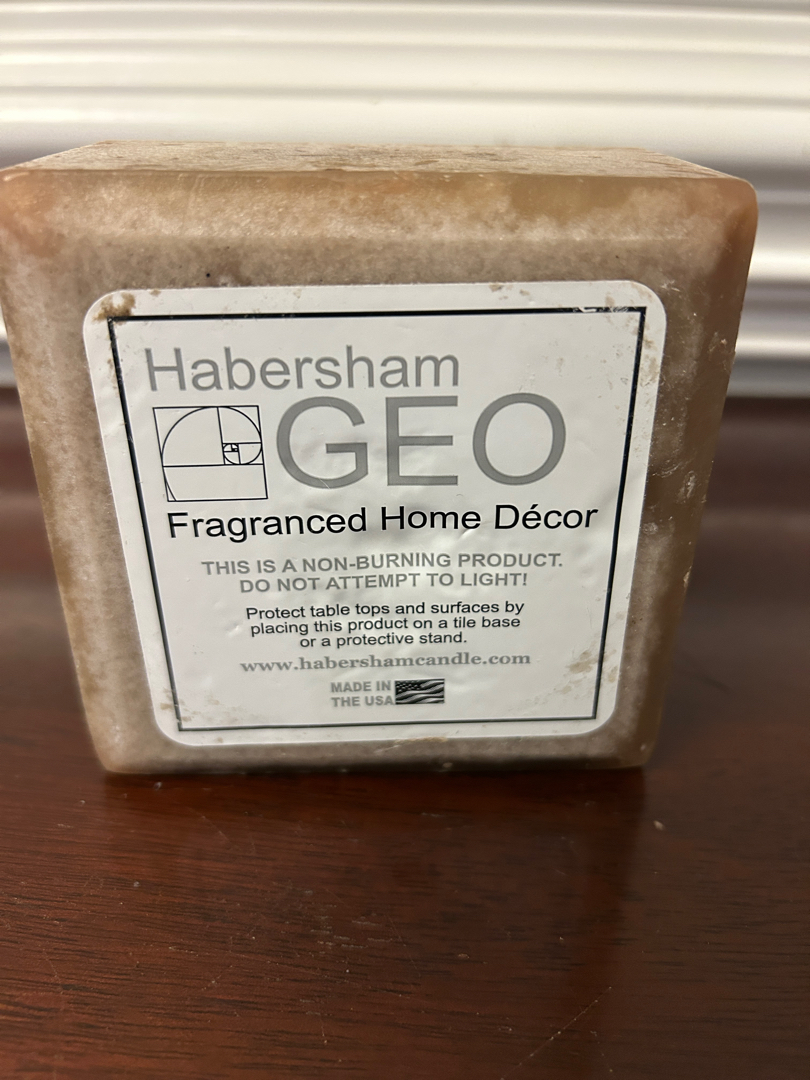 Habersham
GEO
Fragranced Home Décor
THIS IS A NON-BURNING PRODUCT.
DO NOT ATTEMPT TO LIGHT!
Protect table tops and surfaces by
placing this product on a tile base
or a protective stand.
www.habershamcandle.com
MADE IN
THE USA